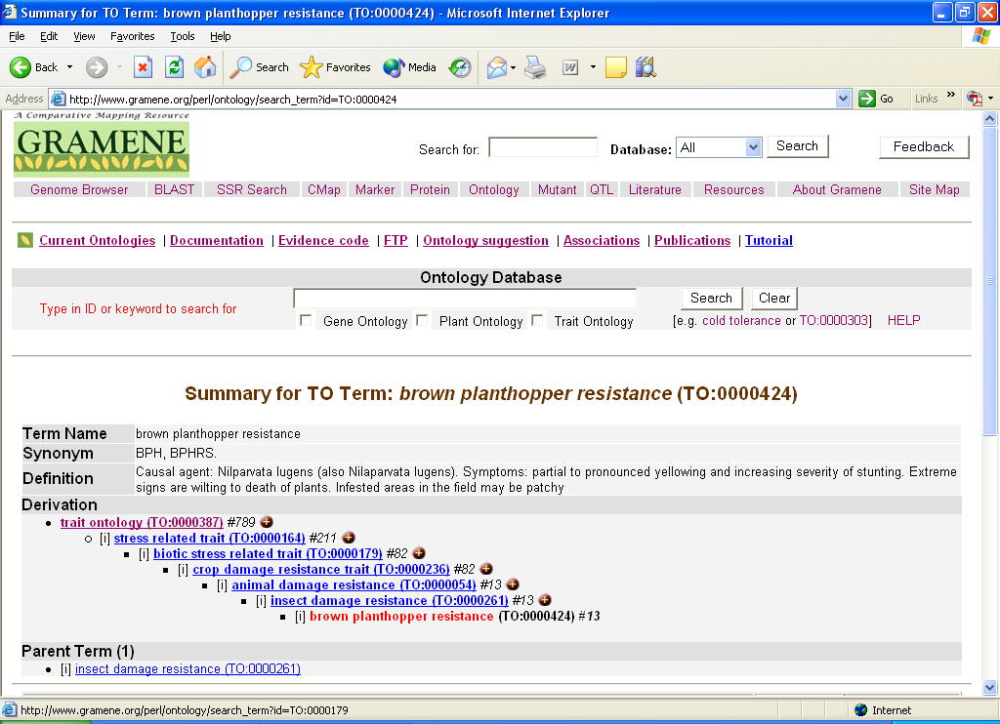 Summary for TO Term: brown planthopper resistance (TO:0000424) - Microsoft Internet Explorer
File Edit View Favorites Tools Help
Back Search Favorites Media
Address http://www.gramene.org/perl/ontology/search_term?id=TO:0000424 Go Links »
A Comparative Mapping Resource
GRAMENE
Search for: Database: All Search Feedback
Genome Browser BLAST SSR Search CMap Marker Protein Ontology Mutant QTL Literature Resources About Gramene Site Map
Current Ontologies | Documentation | Evidence code | FTP | Ontology suggestion | Associations | Publications | Tutorial
Ontology Database
Type in ID or keyword to search for Search Clear
Gene Ontology Plant Ontology Trait Ontology [e.g. cold tolerance or TO:0000303] HELP
Summary for TO Term: brown planthopper resistance (TO:0000424)
Term Name brown planthopper resistance
Synonym BPH, BPHRS.
Definition Causal agent: Nilparvata lugens (also Nilaparvata lugens). Symptoms: partial to pronounced yellowing and increasing severity of stunting. Extreme
signs are wilting to death of plants. Infested areas in the field may be patchy
Derivation
• trait ontology (TO:0000387) #789
[i] stress related trait (TO:0000164) #211
[i] biotic stress related trait (TO:0000179) #82
[i] crop damage resistance trait (TO:0000236) #82
[i] animal damage resistance (TO:0000054) #13
[i] insect damage resistance (TO:0000261) #13
[i] brown planthopper resistance (TO:0000424) #13
Parent Term (1)
• [i] insect damage resistance (TO:0000261)
http://www.gramene.org/perl/ontology/search_term?id=TO:0000179 Internet